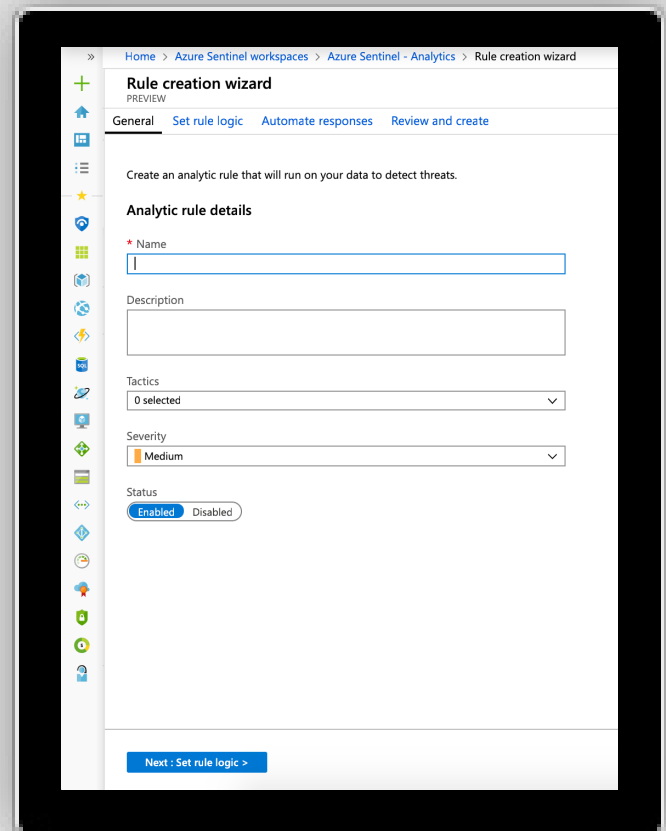 » Home > Azure Sentinel workspaces > Azure Sentinel - Analytics > Rule creation wizard
Rule creation wizard
PREVIEW
General Set rule logic Automate responses Review and create
Create an analytic rule that will run on your data to detect threats.
Analytic rule details
* Name
Description
Tactics
0 selected
Severity
Medium
Status
Enabled Disabled
SQL
Next : Set rule logic >